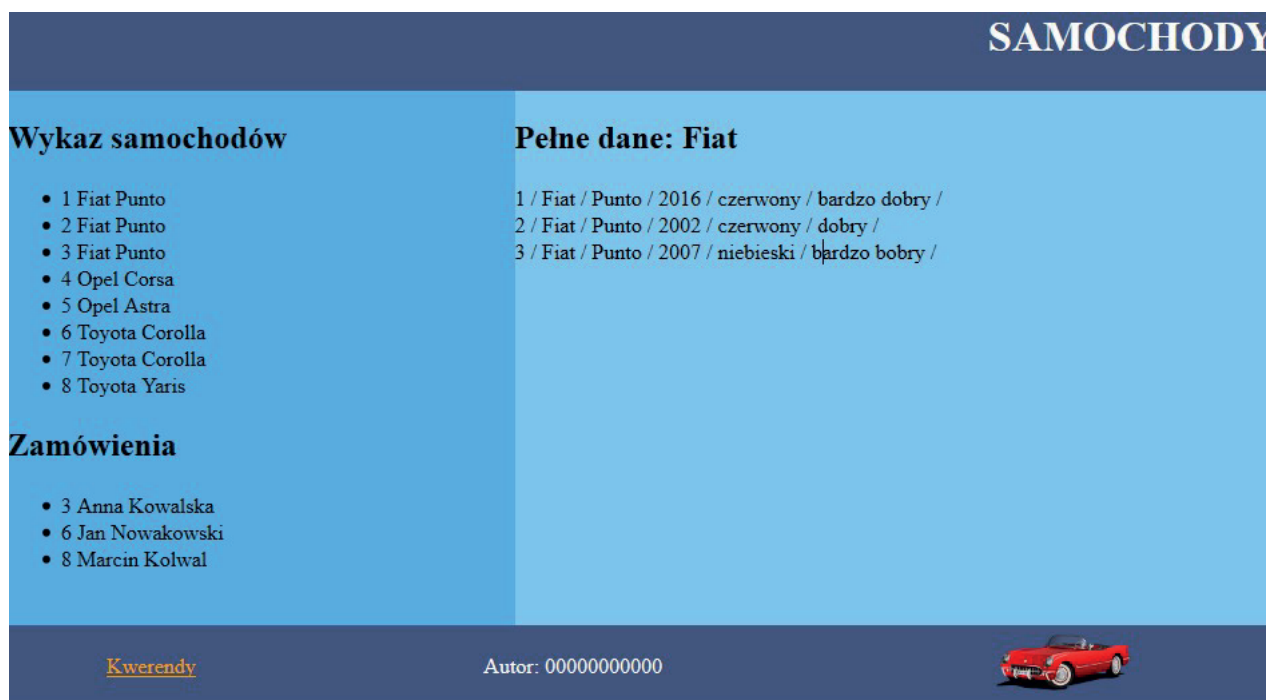 SAMOCHODY
Wykaz samochodów
1 Fiat Punto
2 Fiat Punto
3 Fiat Punto
4 Opel Corsa
5 Opel Astra
6 Toyota Corolla
7 Toyota Corolla
8 Toyota Yaris
Zamówienia
3 Anna Kowalska
6 Jan Nowakowski
8 Marcin Kolwal
Pełne dane: Fiat
1 / Fiat / Punto / 2016 / czerwony / bardzo dobry /
2 / Fiat / Punto / 2002 / czerwony / dobry /
3 / Fiat / Punto / 2007 / niebieski / bardzo bobry /
Kwerendy
Autor: 00000000000